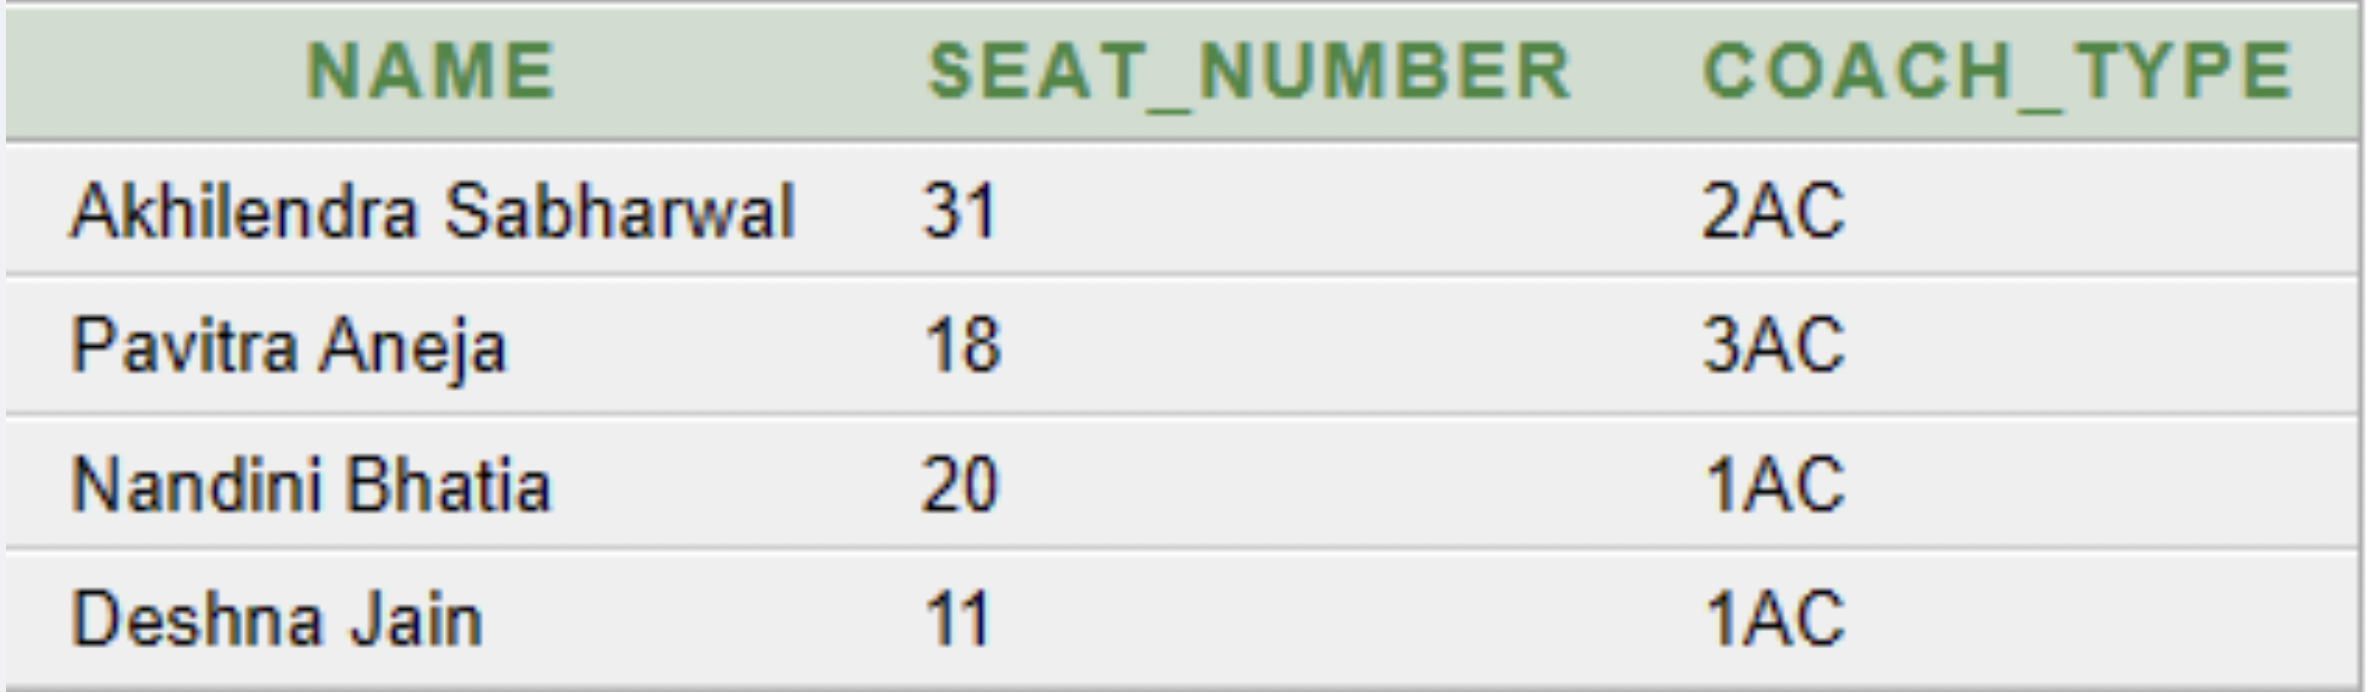 NAME SEAT_NUMBER COACH_TYPE
Akhilendra Sabharwal 31 2AC
Pavitra Aneja 18 3AC
Nandini Bhatia 20 1AC
Deshna Jain 11 1AC